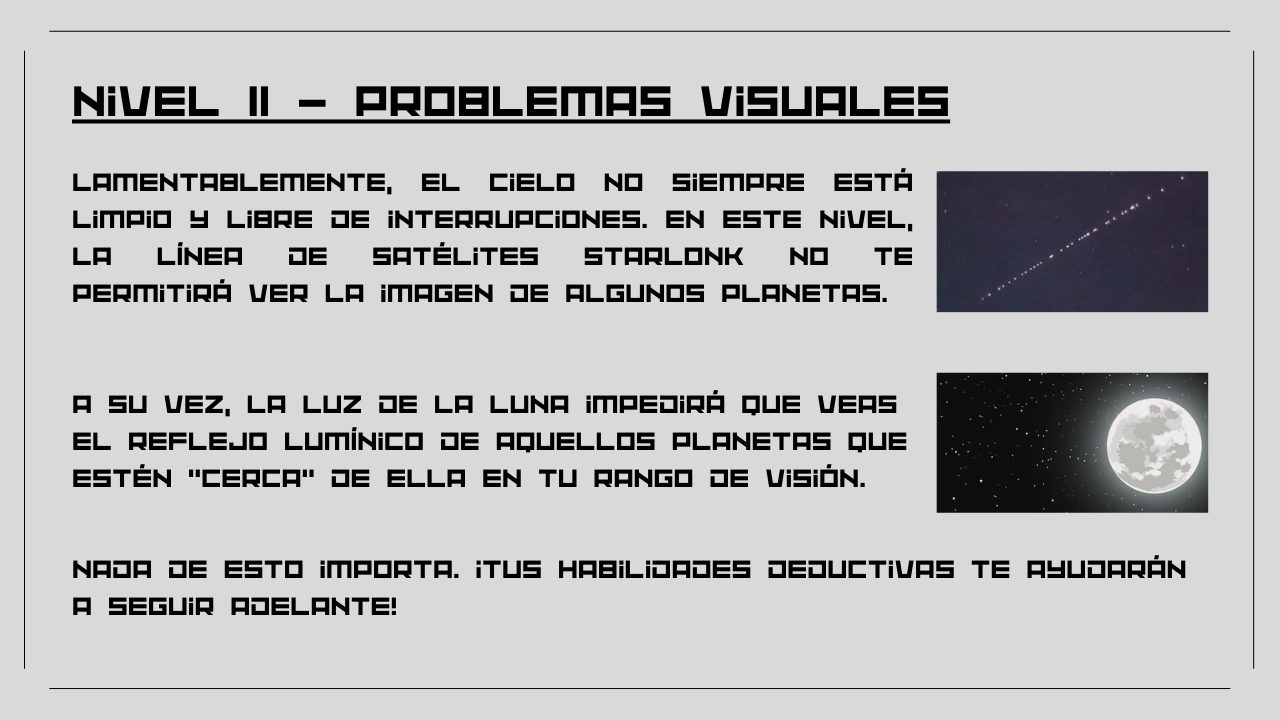 NiVEL II - PROBLEMAS ViSUALES
LAMENTABLEMENTE, EL CiELO NO SiEMPRE ESTÁ
LiMPiO Y LiBRE DE iNTERRUPCiONES. EN ESTE NiVEL,
LA LÍNEA DE SATÉLiTES STARLONK NO TE
PERMiTiRÁ VER LA iMAGEN DE ALGUNOS PLANETAS.
A SU VEZ, LA LUZ DE LA LUNA iMPEDiRÁ QUE VEAS
EL REFLEJO LUMÍNiCO DE AQUELLOS PLANETAS QUE
ESTÉN "CERCA" DE ELLA EN TU RANGO DE ViSiÓN.
NADA DE ESTO iMPORTA. ¡TUS HABiLiDADES DEDUCTiVAS TE AYUDARÁN
A SEGUiR ADELANTE!